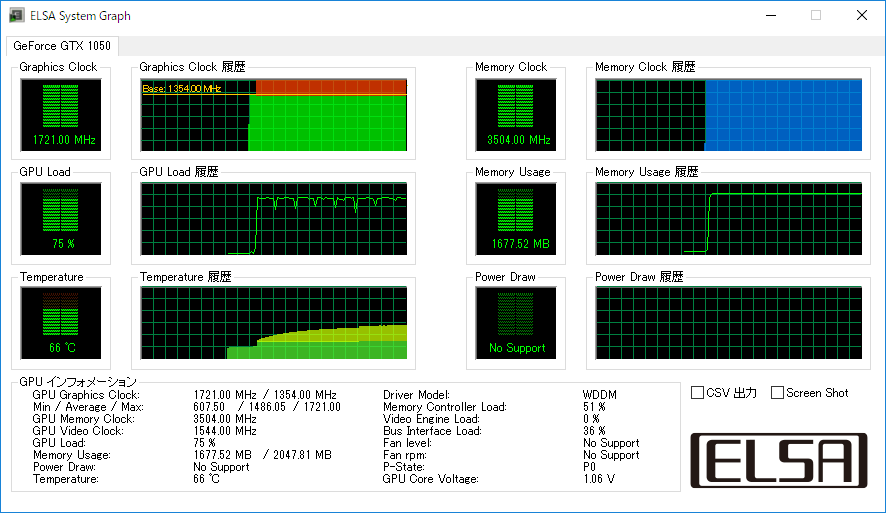 ELSA System Graph
GeForce GTX 1050
Graphics Clock
1721.00 MHz
Graphics Clock 履歴
Base: 1354.00 MHz
Memory Clock
3504.00 MHz
Memory Clock 履歴
GPU Load
75 %
GPU Load 履歴
Memory Usage
1677.52 MB
Memory Usage 履歴
Temperature
66 ℃
Temperature 履歴
Power Draw
No Support
Power Draw 履歴
GPU インフォメーション
GPU Graphics Clock: 1721.00 MHz / 1354.00 MHz
Min / Average / Max: 607.50 / 1486.05 / 1721.00
GPU Memory Clock: 3504.00 MHz
GPU Video Clock: 1544.00 MHz
GPU Load: 75 %
Memory Usage: 1677.52 MB / 2047.81 MB
Power Draw: No Support
Temperature: 66 ℃
Driver Model: WDDM
Memory Controller Load: 51 %
Video Engine Load: 0 %
Bus Interface Load: 36 %
Fan level: No Support
Fan rpm: No Support
P-State: P0
GPU Core Voltage: 1.06 V
CSV 出力
Screen Shot
ELSA